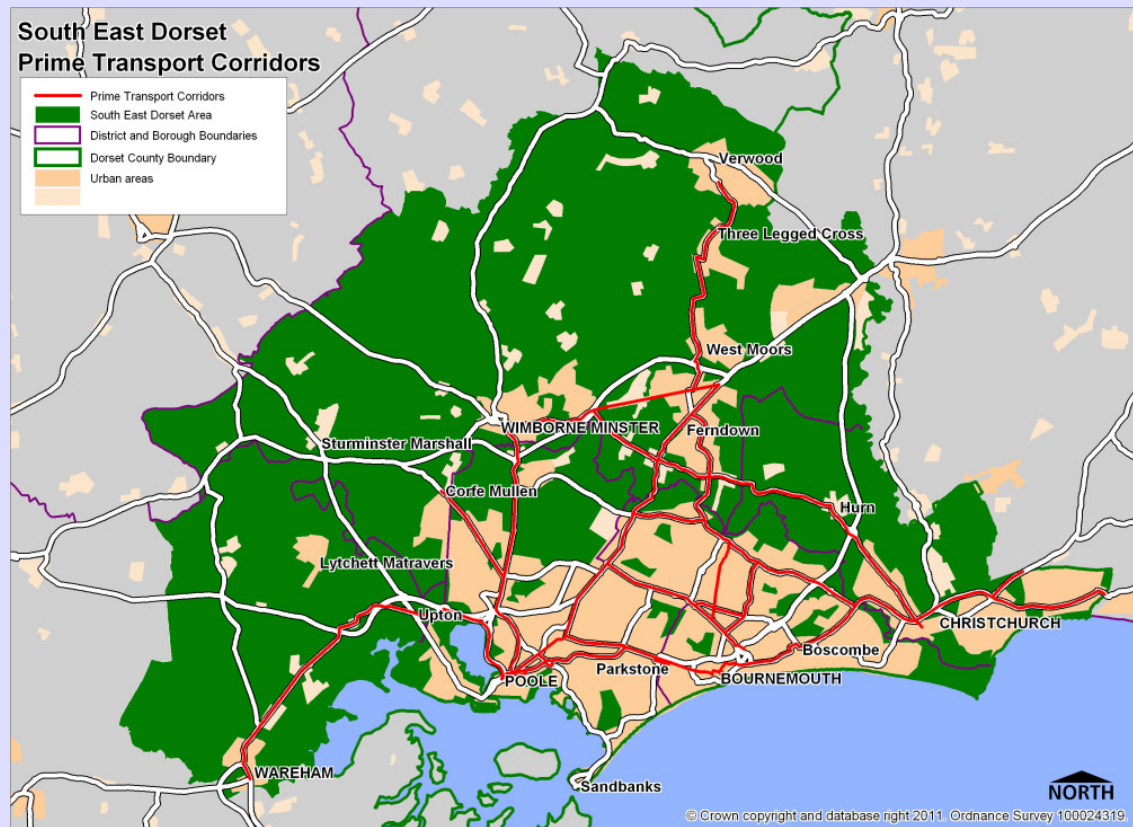 South East Dorset
Prime Transport Corridors
Prime Transport Corridors
South East Dorset Area
District and Borough Boundaries
Dorset County Boundary
Urban areas
Verwood
Three Legged Cross
West Moors
WIMBORNE MINSTER
Ferndown
Sturminster Marshall
Corfe Mullen
Hurn
Lytchett Matravers
Upton
CHRISTCHURCH
Boscombe
Parkstone
POOLE
BOURNEMOUTH
WAREHAM
Sandbanks
NORTH
© Crown copyright and database right 2011. Ordnance Survey 100024319.